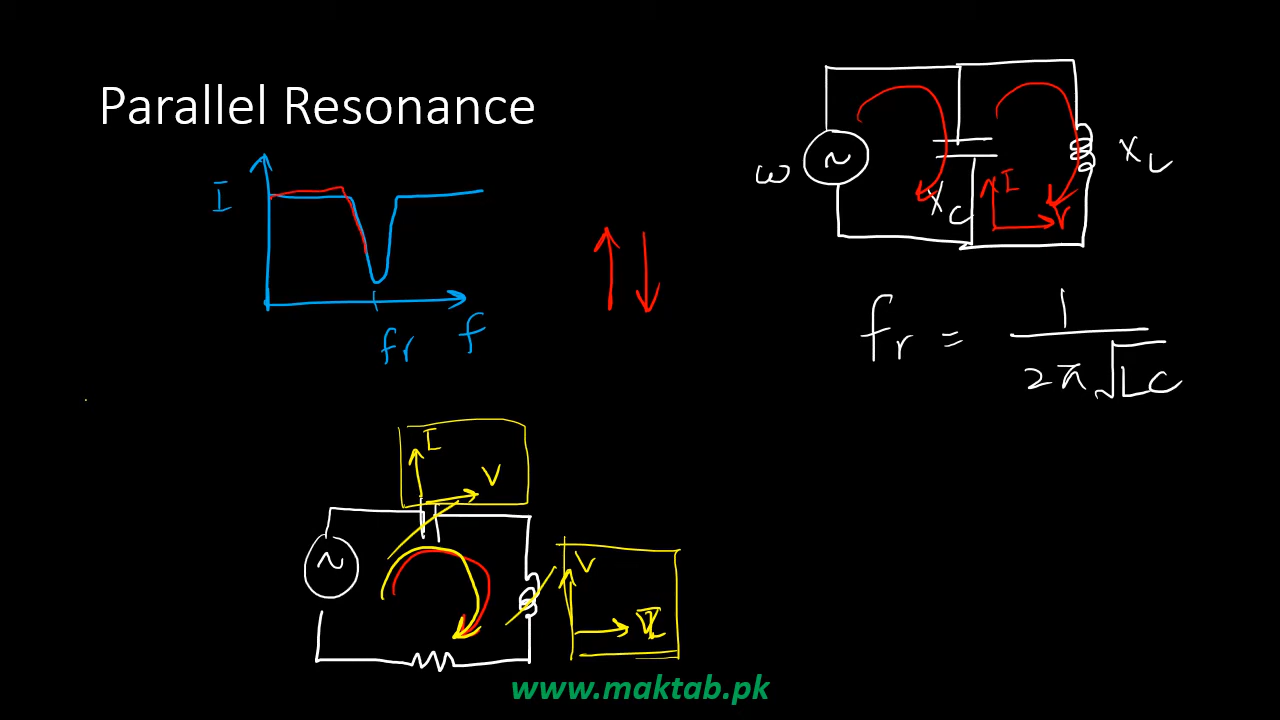 Parallel Resonance
I
fr
f
~
ω
XC
XL
I
V
fr = 1/(2π√LC)
I
V
~
V
www.maktab.pk